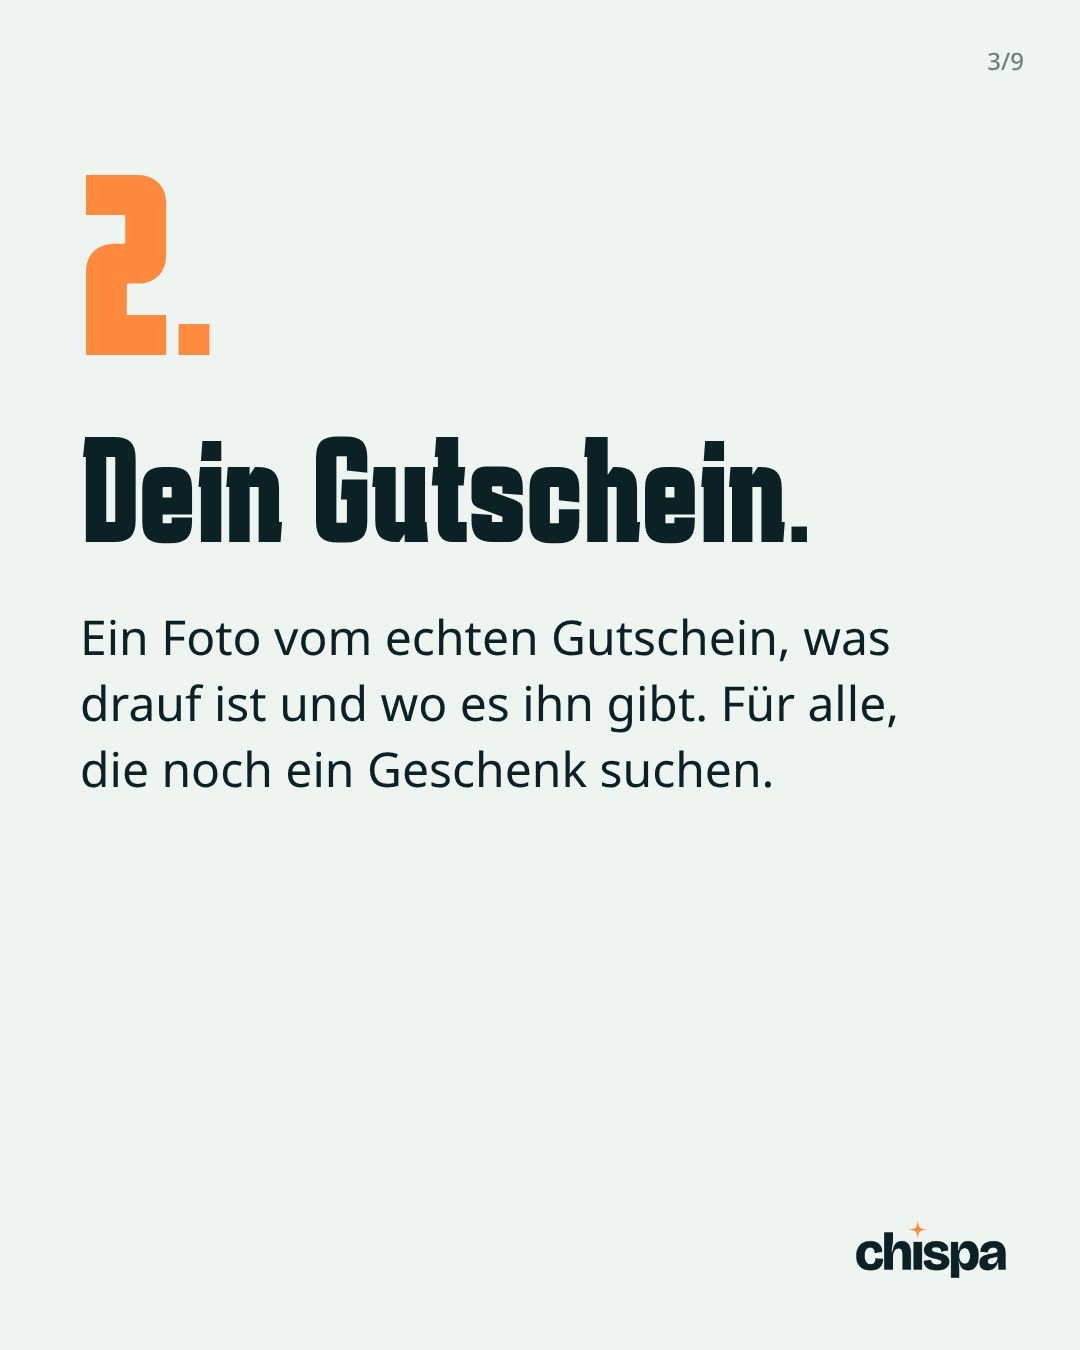 3/9
2.
Dein Gutschein.
Ein Foto vom echten Gutschein, was
drauf ist und wo es ihn gibt. Für alle,
die noch ein Geschenk suchen.
chispa